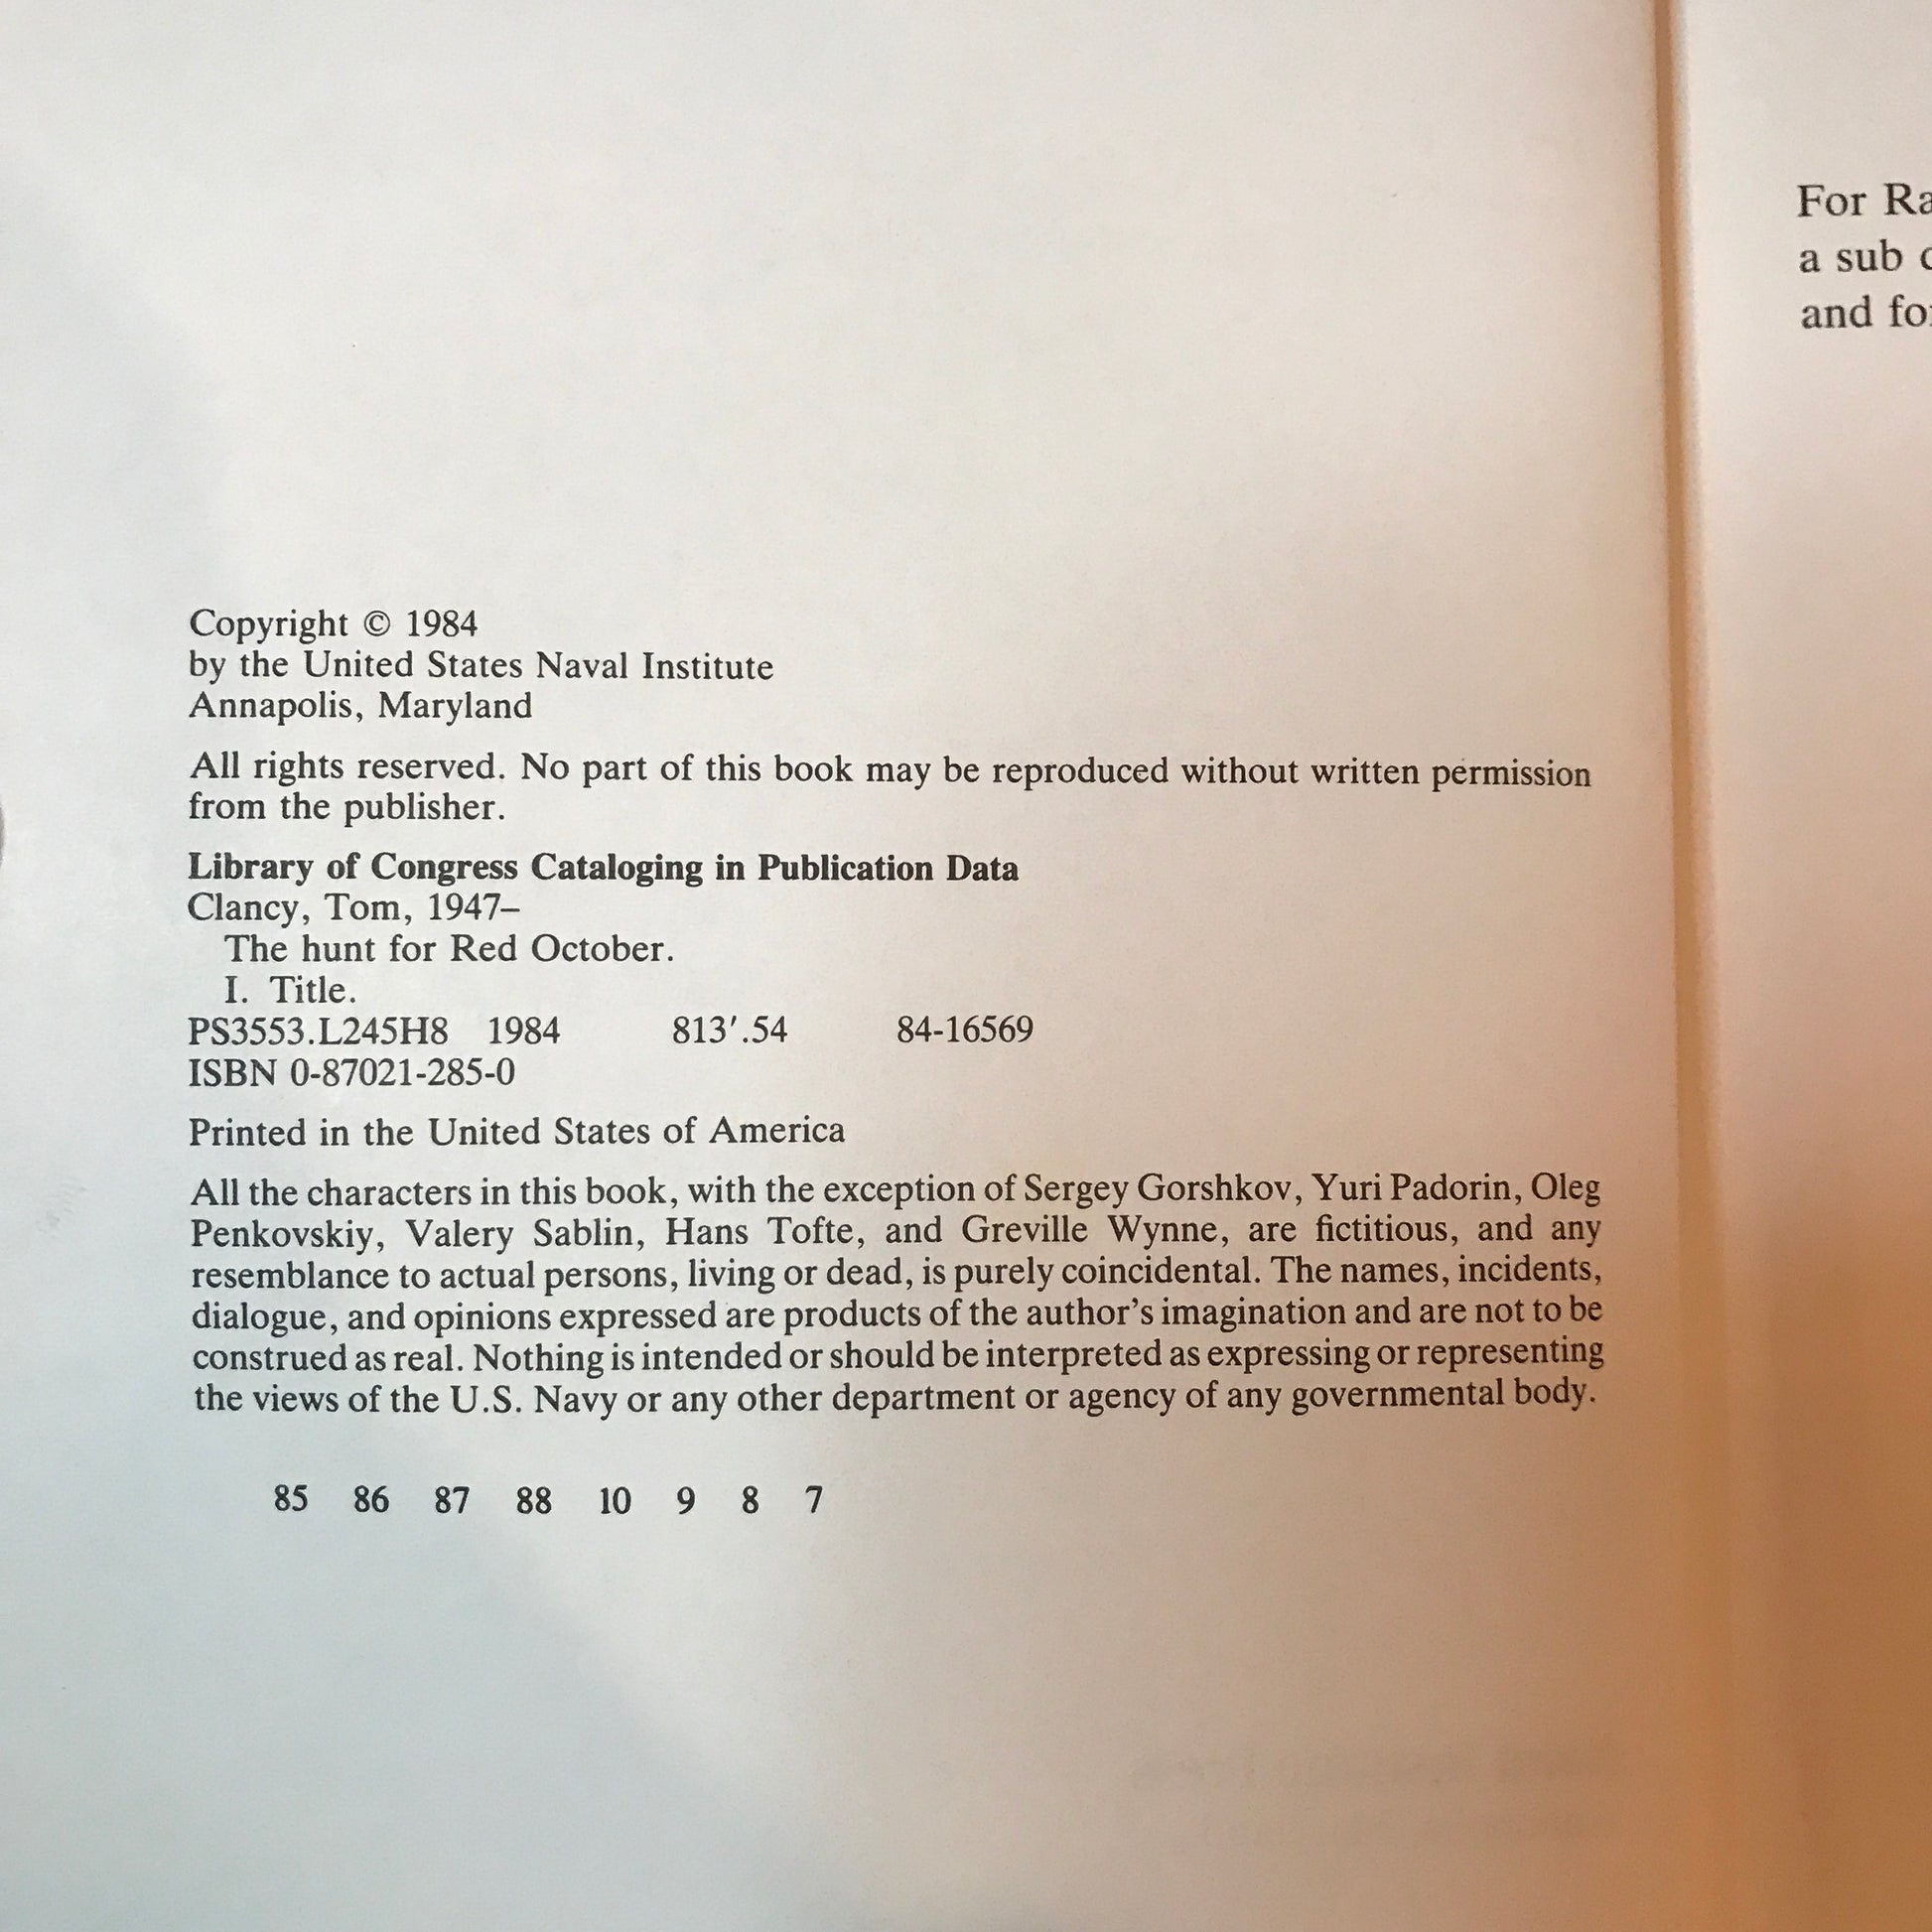 Copyright © 1984
by the United States Naval Institute
Annapolis, Maryland
All rights reserved. No part of this book may be reproduced without written permission
from the publisher.
Library of Congress Cataloging in Publication Data
Clancy, Tom, 1947–
The hunt for Red October.
I. Title.
PS3553.L245H8 1984 813′.54 84-16569
ISBN 0-87021-285-0
Printed in the United States of America
All the characters in this book, with the exception of Sergey Gorshkov, Yuri Padorin, Oleg
Penkovskiy, Valery Sablin, Hans Tofte, and Greville Wynne, are fictitious, and any
resemblance to actual persons, living or dead, is purely coincidental. The names, incidents,
dialogue, and opinions expressed are products of the author’s imagination and are not to be
construed as real. Nothing is intended or should be interpreted as expressing or representing
the views of the U.S. Navy or any other department or agency of any governmental body.
85 86 87 88 10 9 8 7
For
a sub
and